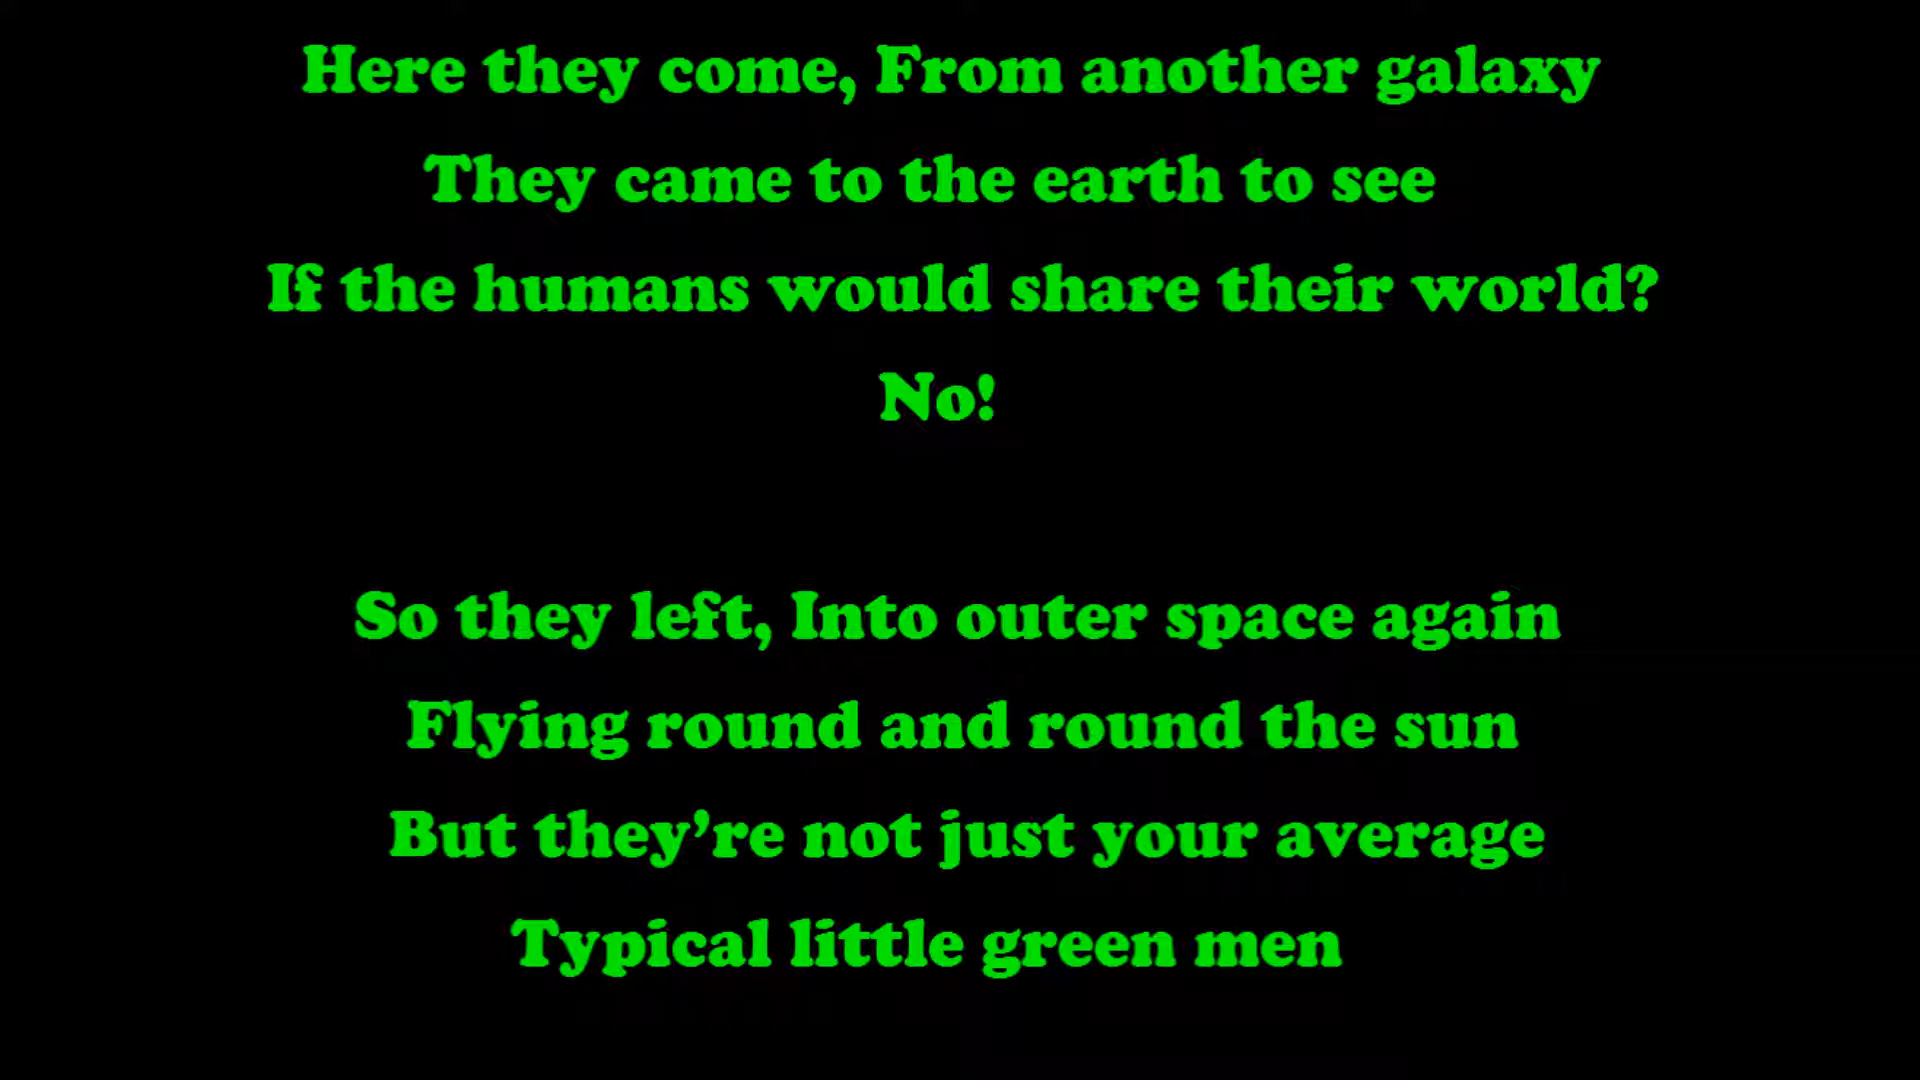 Here they come, From another galaxy
They came to the earth to see
If the humans would share their world?
No!
So they left, Into outer space again
Flying round and round the sun
But they’re not just your average
Typical little green men